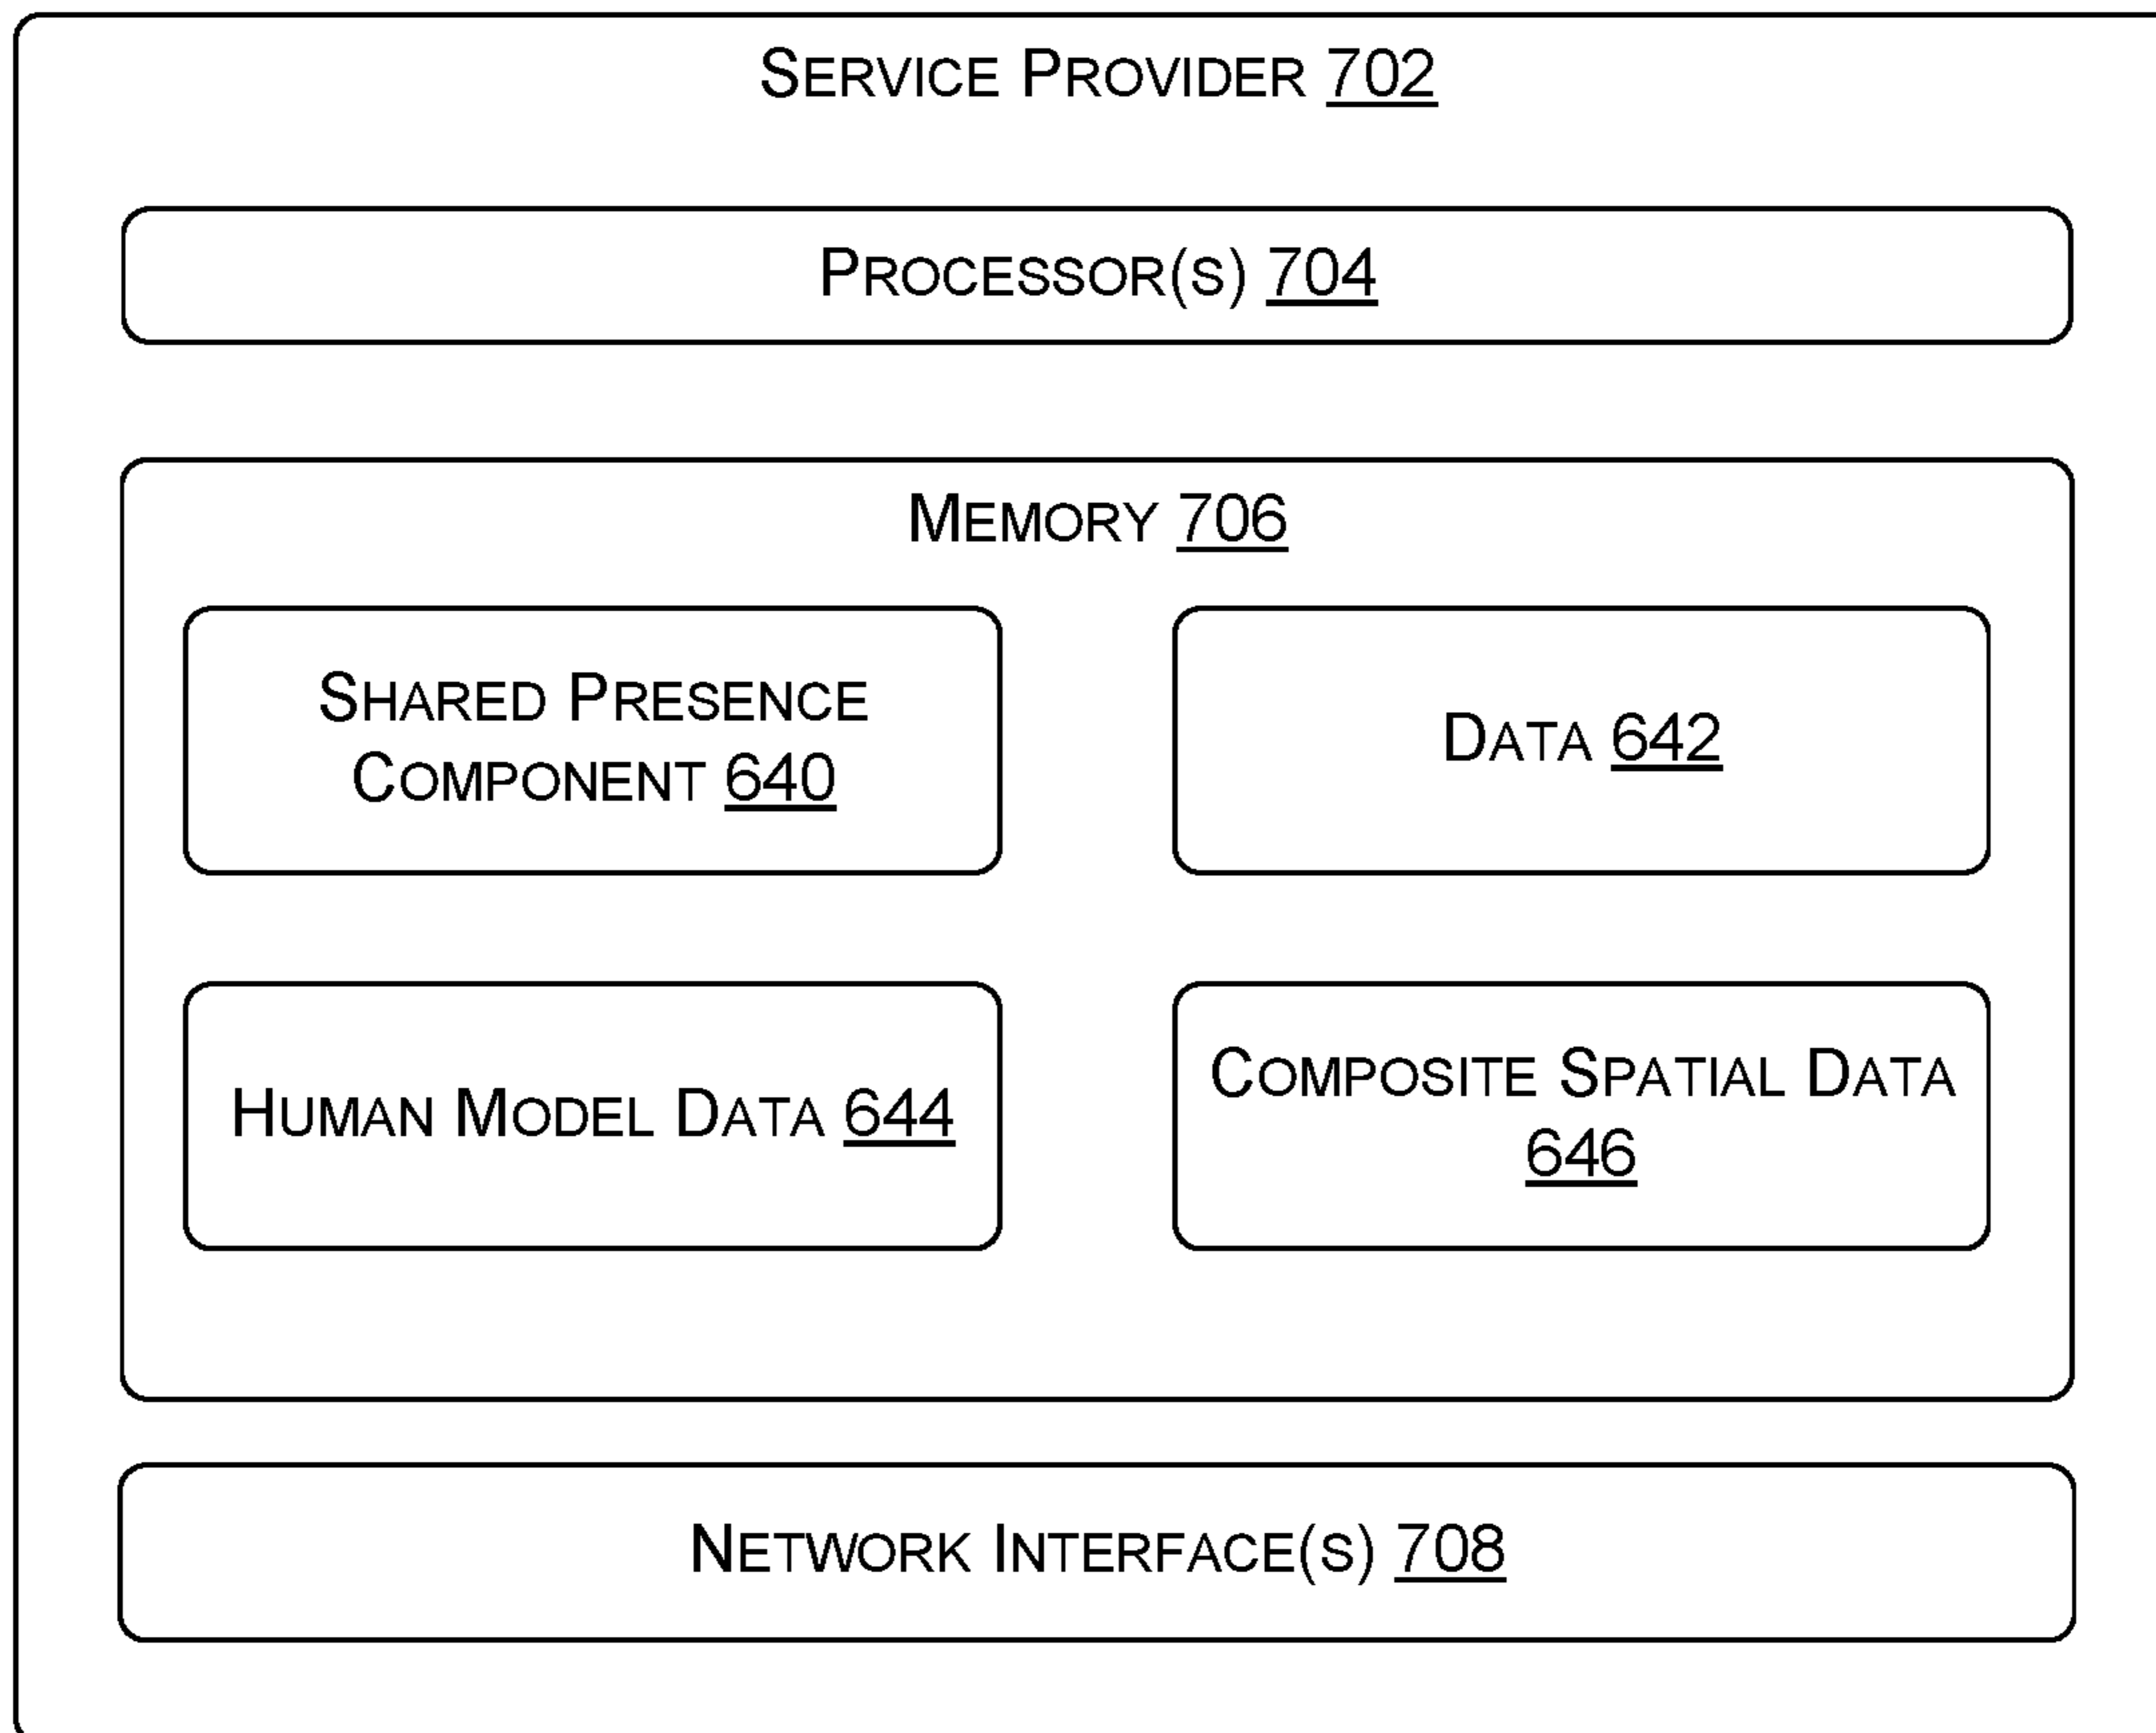 SERVICE PROVIDER 702
PROCESSOR(S) 704
MEMORY 706
SHARED PRESENCE
COMPONENT 640
DATA 642
HUMAN MODEL DATA 644
COMPOSITE SPATIAL DATA
646
NETWORK INTERFACE(S) 708